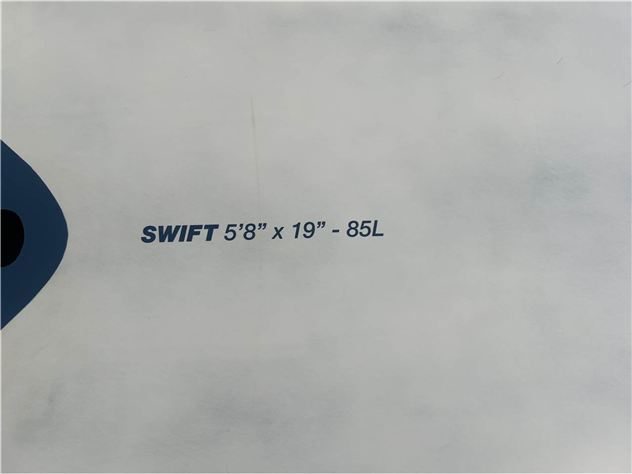 SWIFT 5’8” x 19” - 85L